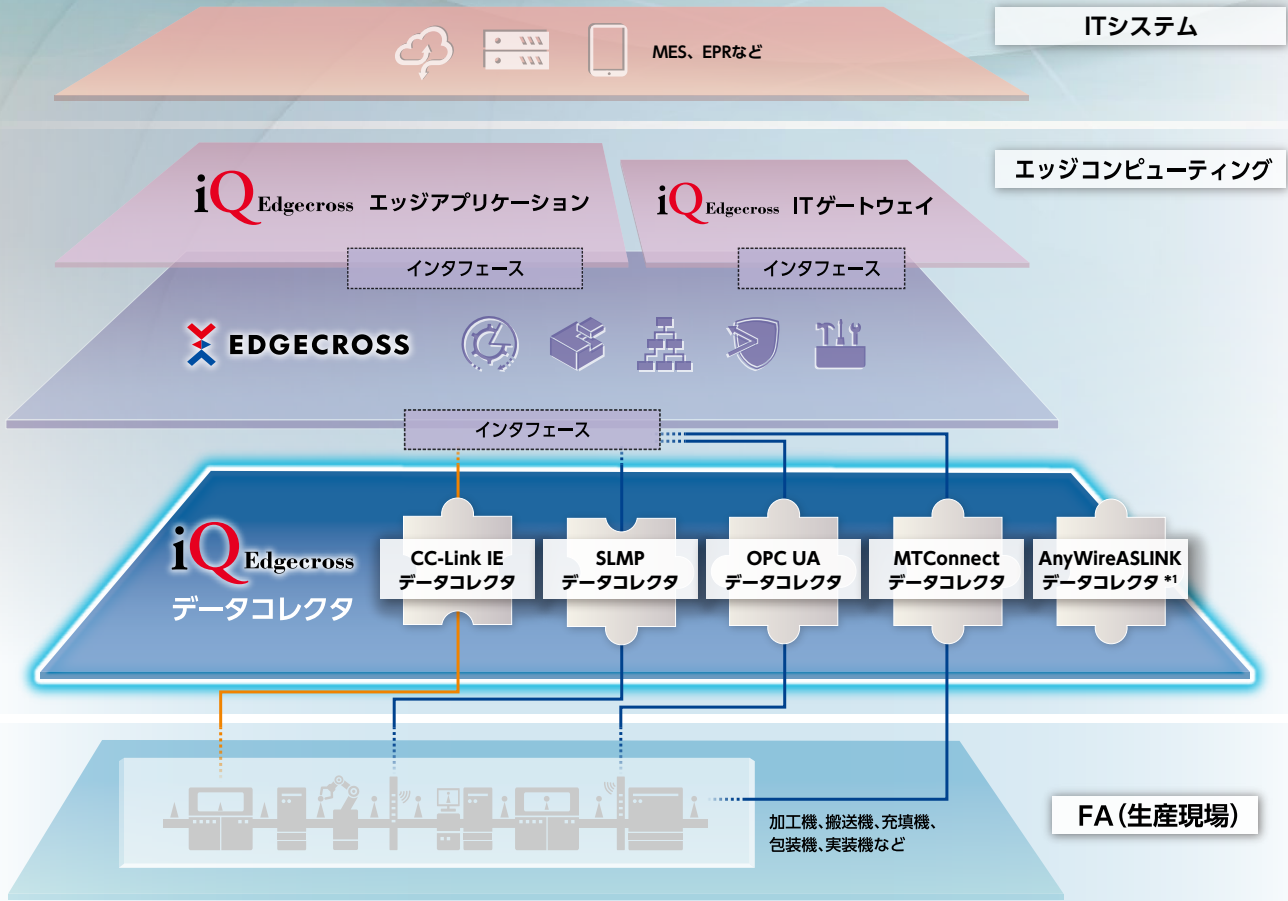 ITシステム
MES、EPRなど
エッジコンピューティング
iQ Edgecross エッジアプリケーション
iQ Edgecross ITゲートウェイ
インタフェース
インタフェース
EDGECROSS
インタフェース
iQ Edgecross
データコレクタ
CC-Link IE
データコレクタ
SLMP
データコレクタ
OPC UA
データコレクタ
MTConnect
データコレクタ
AnyWireASLINK
データコレクタ *1
加工機、搬送機、充填機、
包装機、実装機など
FA（生産現場）